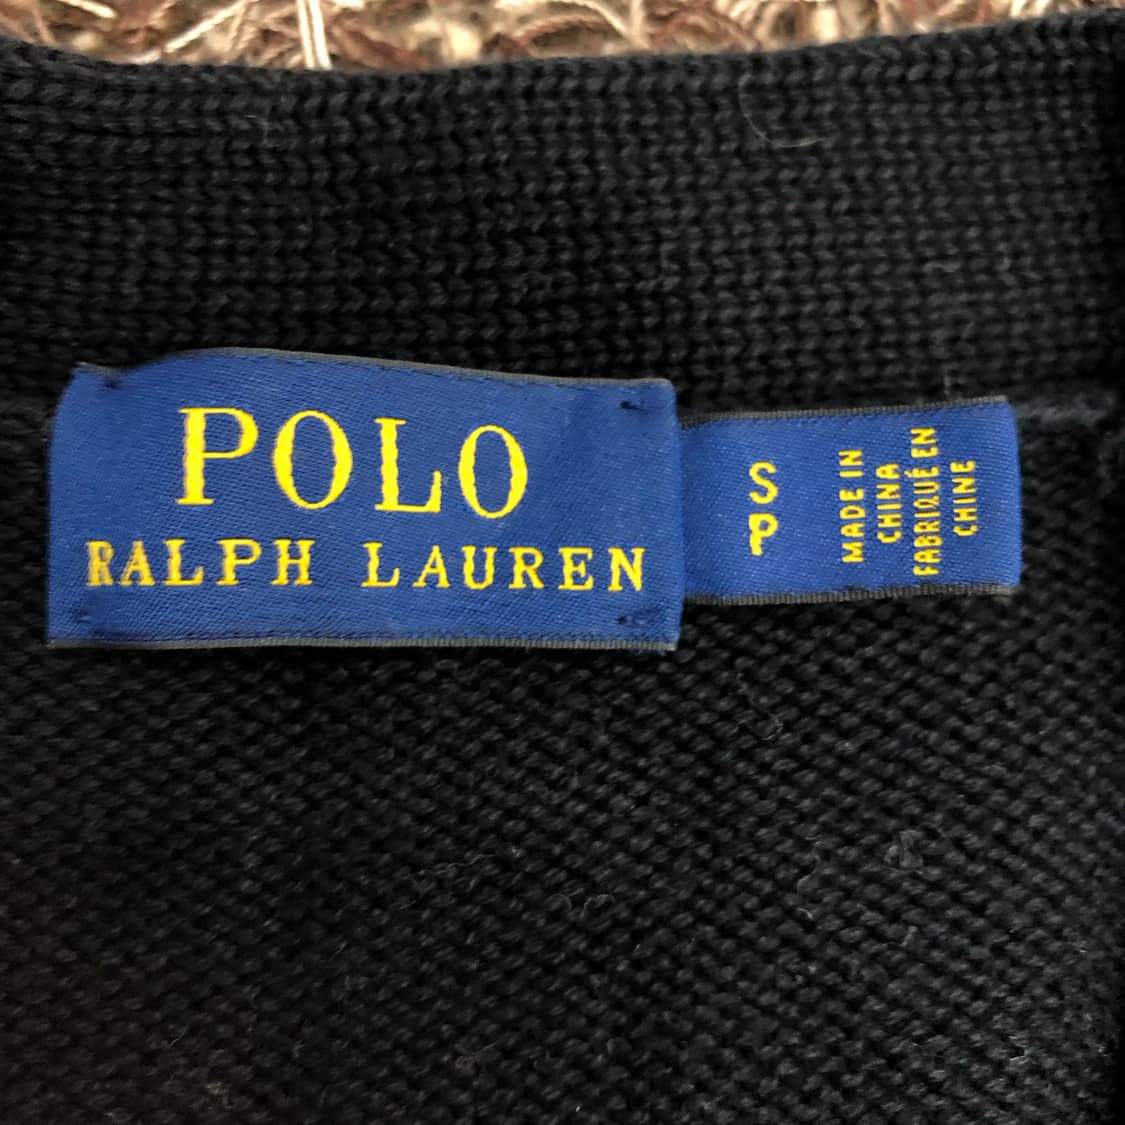 POLO
RALPH LAUREN
S
P
MADE IN
CHINA
FABRIQUÉ EN
CHINE